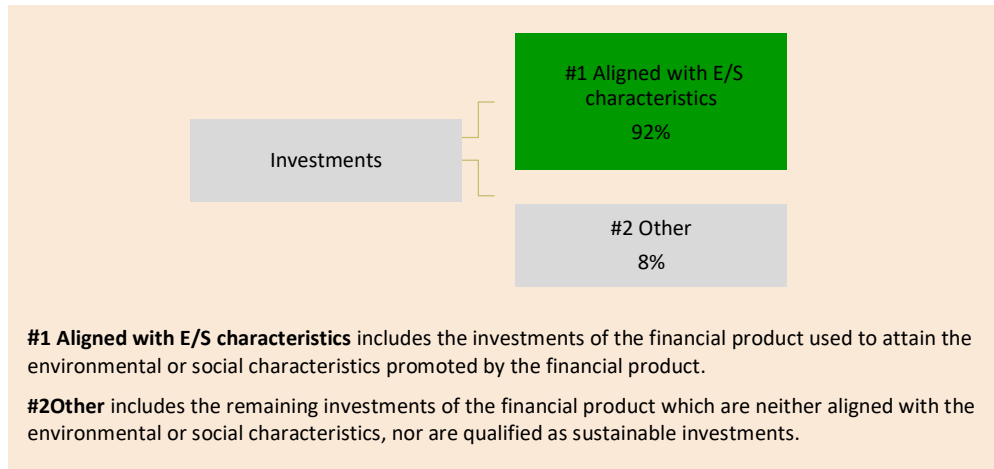 #1 Aligned with E/S
characteristics
92%
Investments
#2 Other
8%
#1 Aligned with E/S characteristics includes the investments of the financial product used to attain the
environmental or social characteristics promoted by the financial product.
#2Other includes the remaining investments of the financial product which are neither aligned with the
environmental or social characteristics, nor are qualified as sustainable investments.